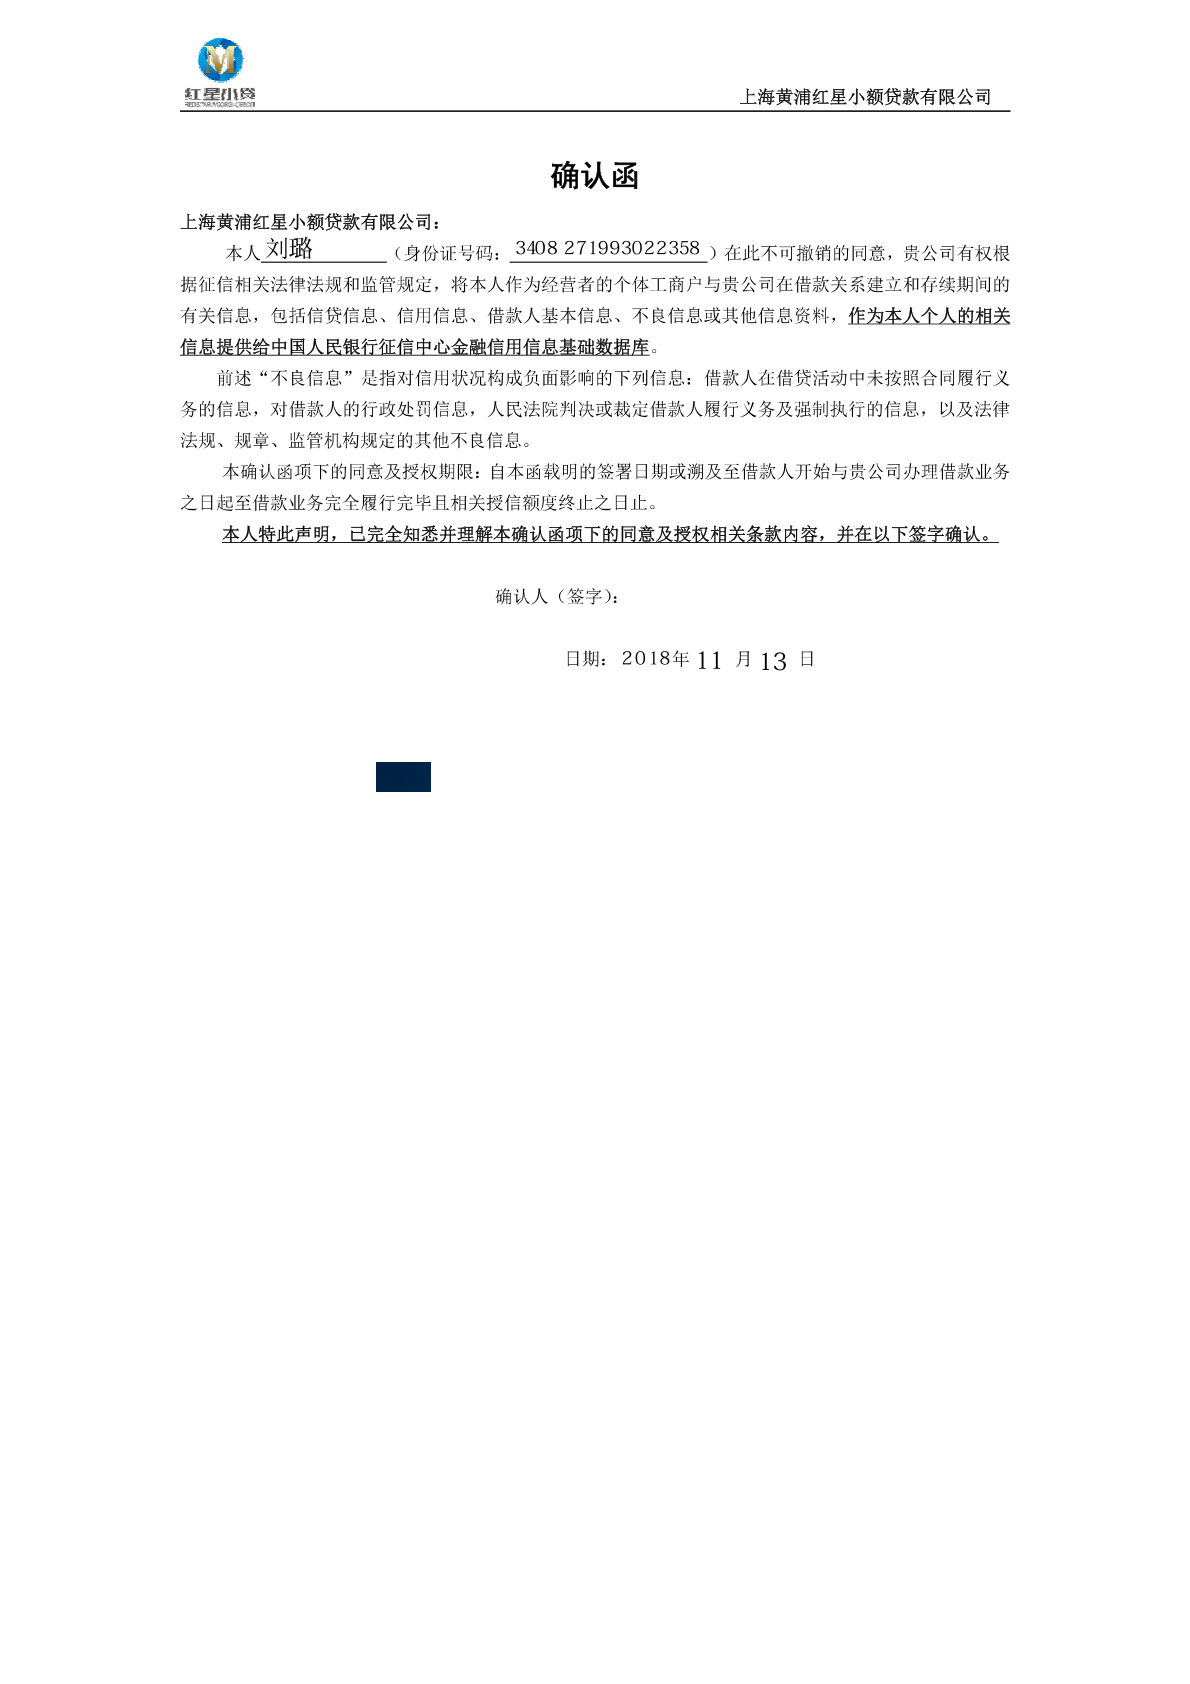 红星小贷
上海黄浦红星小额贷款有限公司
确认函
上海黄浦红星小额贷款有限公司：
本人刘璐（身份证号码：3408 271993022358）在此不可撤销的同意，贵公司有权根
据征信相关法律法规和监管规定，将本人作为经营者的个体工商户与贵公司在借款关系建立和存续期间的
有关信息，包括信贷信息、信用信息、借款人基本信息、不良信息或其他信息资料，作为本人个人的相关
信息提供给中国人民银行征信中心金融信用信息基础数据库。
前述“不良信息”是指对信用状况构成负面影响的下列信息：借款人在借贷活动中未按照合同履行义
务的信息，对借款人的行政处罚信息，人民法院判决或裁定借款人履行义务及强制执行的信息，以及法律
法规、规章、监管机构规定的其他不良信息。
本确认函项下的同意及授权期限：自本函载明的签署日期或溯及至借款人开始与贵公司办理借款业务
之日起至借款业务完全履行完毕且相关授信额度终止之日止。
本人特此声明，已完全知悉并理解本确认函项下的同意及授权相关条款内容，并在以下签字确认。
确认人（签字）：
日期：2018年 11 月 13 日